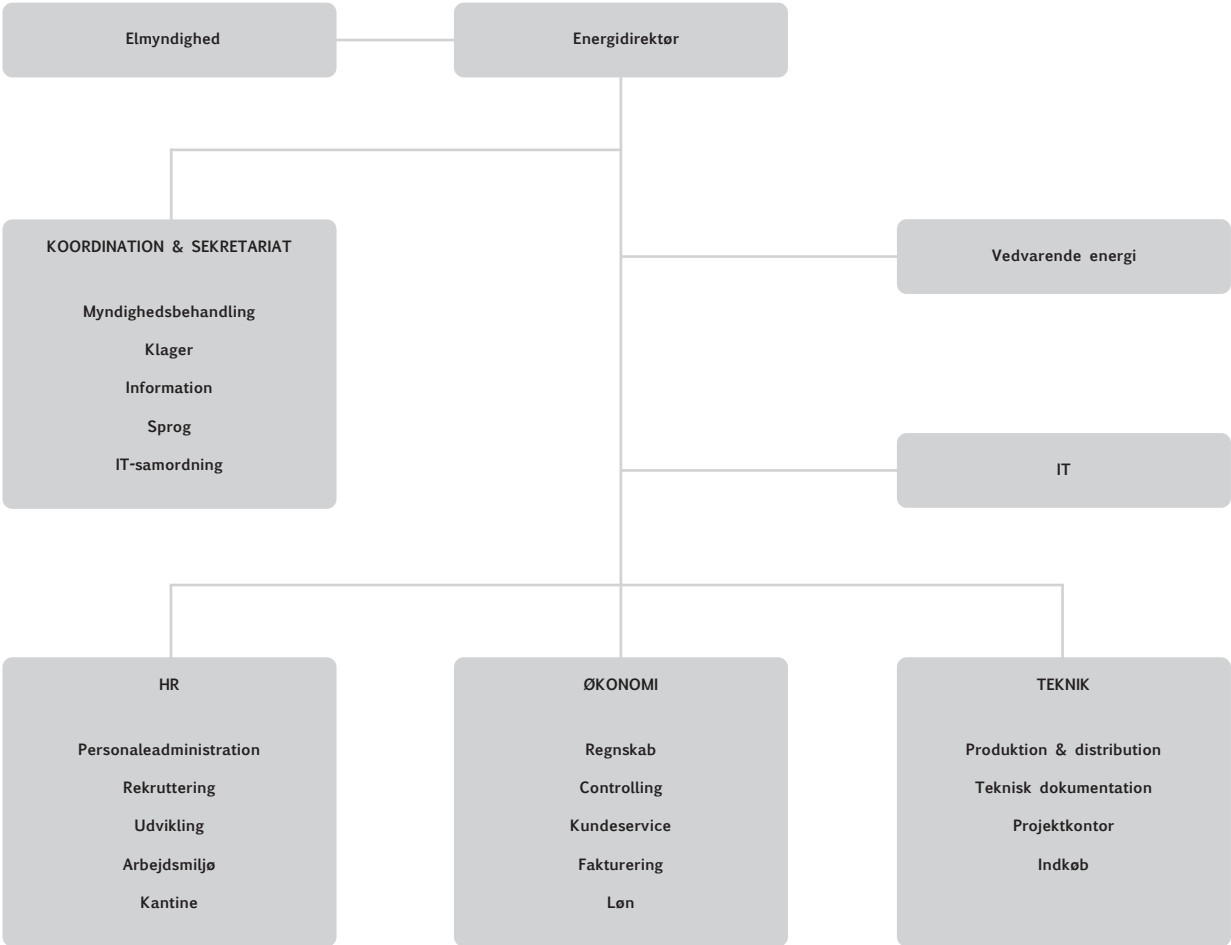 Elmyndighed
Energidirektør
KOORDINATION & SEKRETARIAT
Myndighedsbehandling
Klager
Information
Sprog
IT-samordning
Vedvarende energi
IT
HR
Personaleadministration
Rekruttering
Udvikling
Arbejdsmiljø
Kantine
ØKONOMI
Regnskab
Controlling
Kundeservice
Fakturering
Løn
TEKNIK
Produktion & distribution
Teknisk dokumentation
Projektkontor
Indkøb